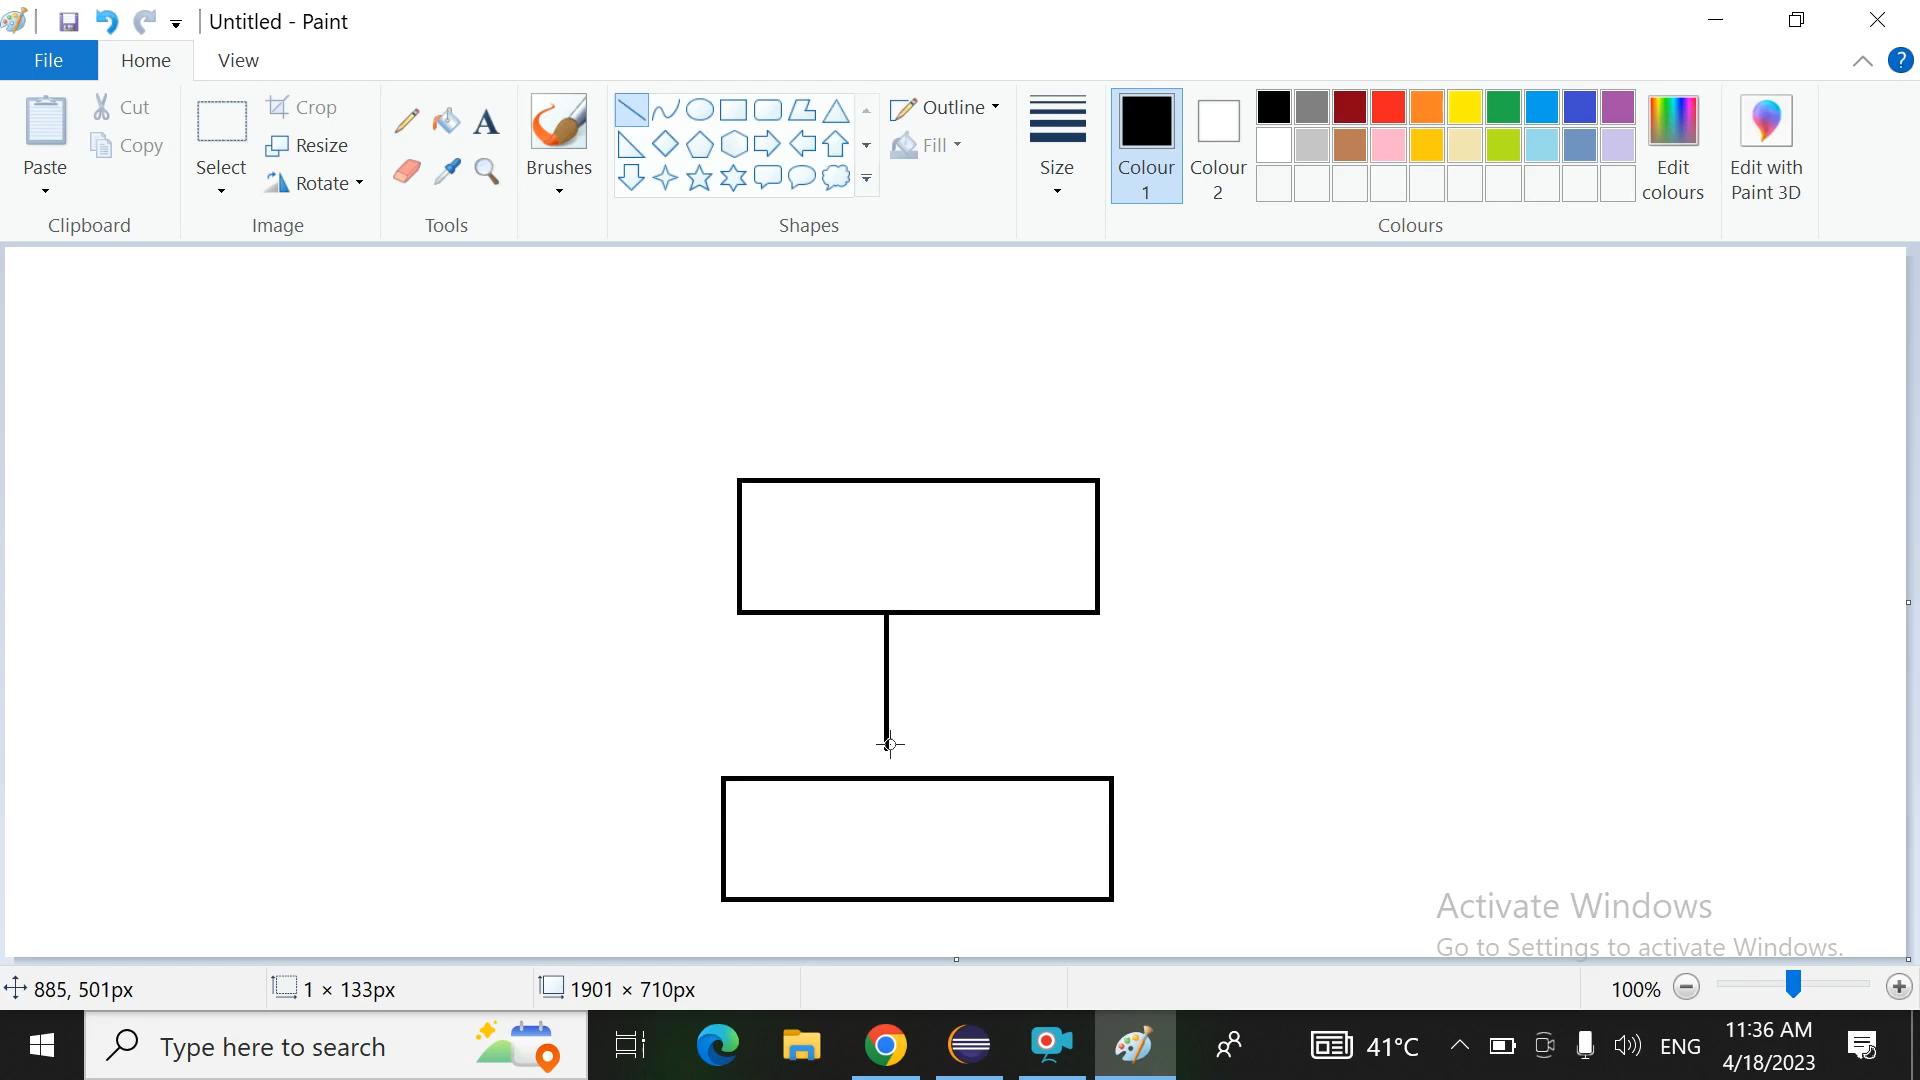 Untitled - Paint
File Home View
Paste
Cut
Copy
Clipboard
Select
Crop
Resize
Rotate
Image
Tools
Brushes
Shapes
Outline
Fill
Size
Colour
1
Colour
2
Edit
colours
Colours
Edit with
Paint 3D
Activate Windows
Go to Settings to activate Windows.
885, 501px
1 × 133px
1901 × 710px
100%
Type here to search
41°C
ENG
11:36 AM
4/18/2023